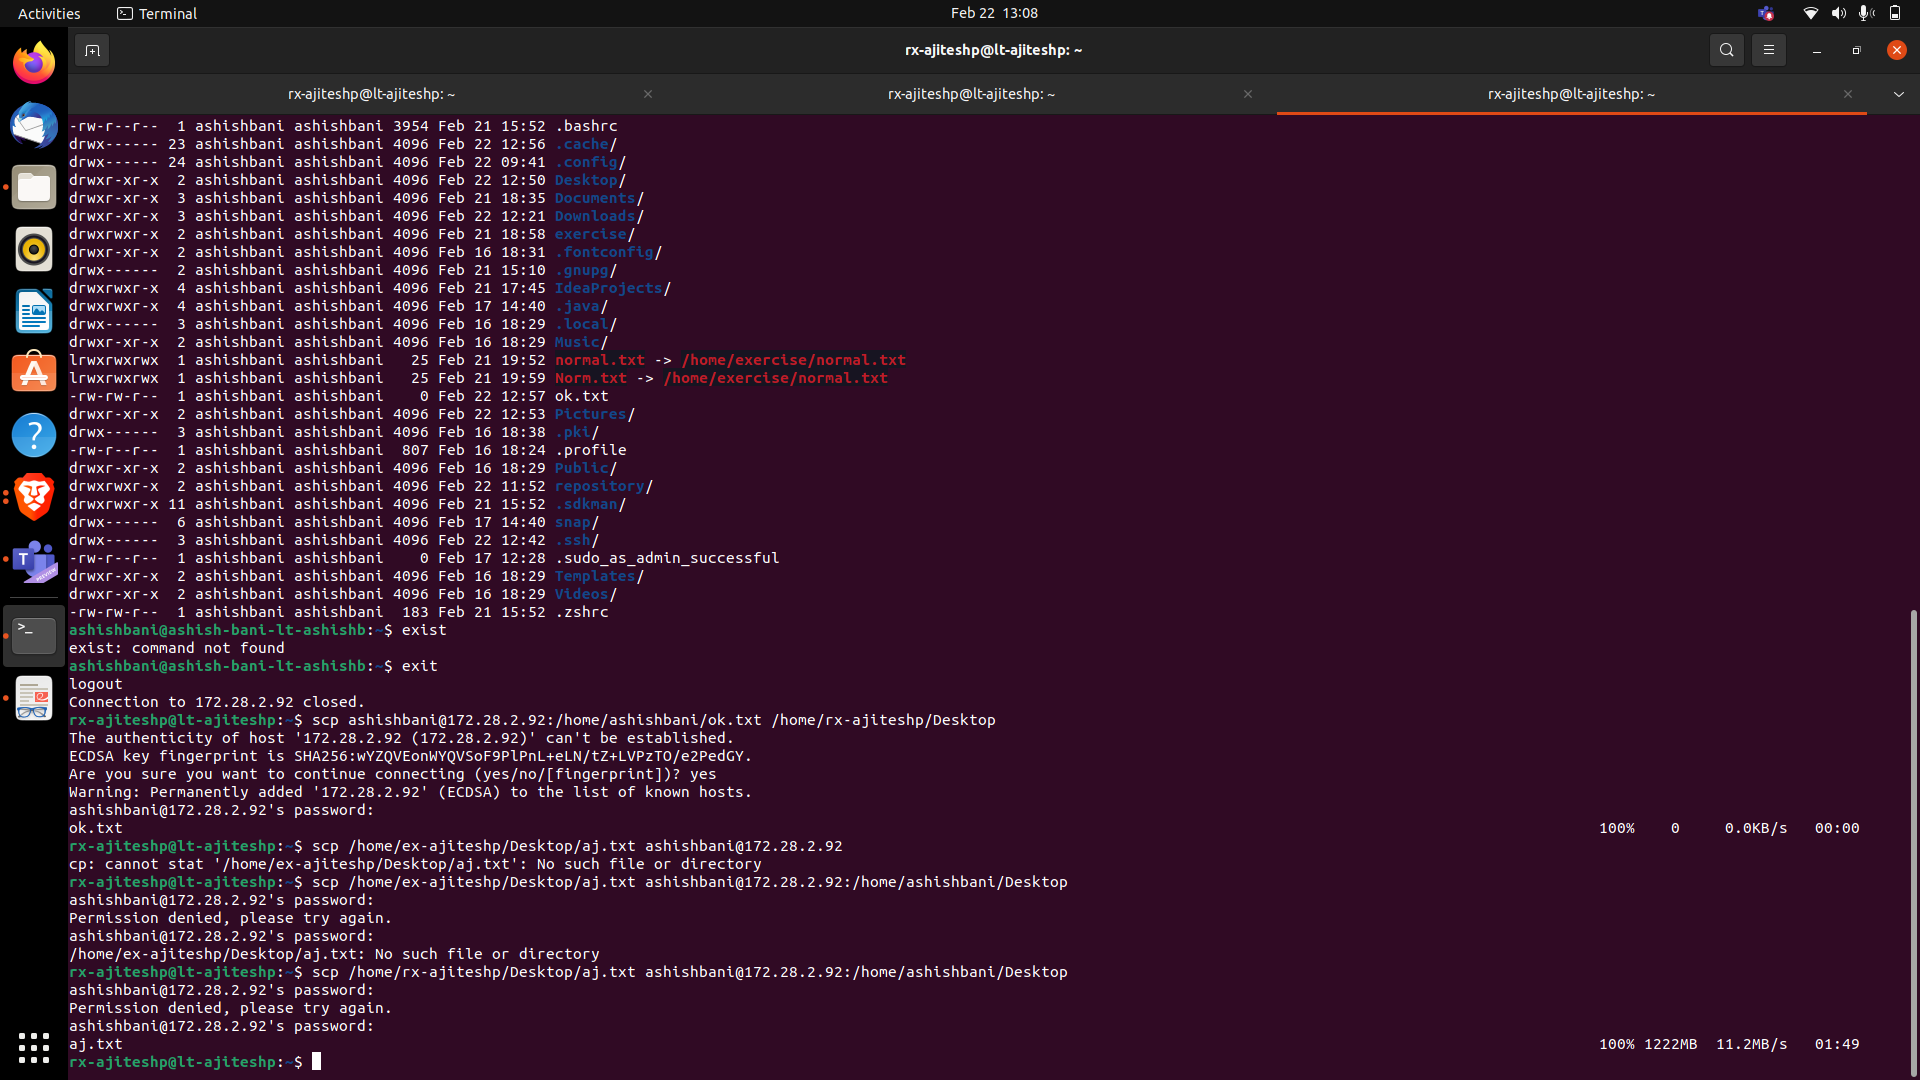 Activities
Terminal
Feb 22 13:08
rx-ajiteshp@lt-ajiteshp: ~
rx-ajiteshp@lt-ajiteshp: ~
rx-ajiteshp@lt-ajiteshp: ~
rx-ajiteshp@lt-ajiteshp: ~
-rw-r--r--  1 ashishbani ashishbani 3954 Feb 21 15:52 .bashrc
drwx------ 23 ashishbani ashishbani 4096 Feb 22 12:56 .cache/
drwx------ 24 ashishbani ashishbani 4096 Feb 22 09:41 .config/
drwxr-xr-x  2 ashishbani ashishbani 4096 Feb 22 12:50 Desktop/
drwxr-xr-x  3 ashishbani ashishbani 4096 Feb 21 18:35 Documents/
drwxr-xr-x  3 ashishbani ashishbani 4096 Feb 22 12:21 Downloads/
drwxrwxr-x  2 ashishbani ashishbani 4096 Feb 21 18:58 exercise/
drwxr-xr-x  2 ashishbani ashishbani 4096 Feb 16 18:31 .fontconfig/
drwx------  2 ashishbani ashishbani 4096 Feb 21 15:10 .gnupg/
drwxrwxr-x  4 ashishbani ashishbani 4096 Feb 21 17:45 IdeaProjects/
drwxrwxr-x  4 ashishbani ashishbani 4096 Feb 17 14:40 .java/
drwx------  3 ashishbani ashishbani 4096 Feb 16 18:29 .local/
drwxr-xr-x  2 ashishbani ashishbani 4096 Feb 16 18:29 Music/
lrwxrwxrwx  1 ashishbani ashishbani   25 Feb 21 19:52 normal.txt -> /home/exercise/normal.txt
lrwxrwxrwx  1 ashishbani ashishbani   25 Feb 21 19:59 Norm.txt -> /home/exercise/normal.txt
-rw-rw-r--  1 ashishbani ashishbani    0 Feb 22 12:57 ok.txt
drwxr-xr-x  2 ashishbani ashishbani 4096 Feb 22 12:53 Pictures/
drwx------  3 ashishbani ashishbani 4096 Feb 16 18:38 .pki/
-rw-r--r--  1 ashishbani ashishbani  807 Feb 16 18:24 .profile
drwxr-xr-x  2 ashishbani ashishbani 4096 Feb 16 18:29 Public/
drwxrwxr-x  2 ashishbani ashishbani 4096 Feb 22 11:52 repository/
drwxrwxr-x 11 ashishbani ashishbani 4096 Feb 21 15:52 .sdkman/
drwx------  6 ashishbani ashishbani 4096 Feb 17 14:40 snap/
drwx------  3 ashishbani ashishbani 4096 Feb 22 12:42 .ssh/
-rw-r--r--  1 ashishbani ashishbani    0 Feb 17 12:28 .sudo_as_admin_successful
drwxr-xr-x  2 ashishbani ashishbani 4096 Feb 16 18:29 Templates/
drwxr-xr-x  2 ashishbani ashishbani 4096 Feb 16 18:29 Videos/
-rw-rw-r--  1 ashishbani ashishbani  183 Feb 21 15:52 .zshrc
ashishbani@ashish-bani-lt-ashishb:~$ exist
exist: command not found
ashishbani@ashish-bani-lt-ashishb:~$ exit
logout
Connection to 172.28.2.92 closed.
rx-ajiteshp@lt-ajiteshp:~$ scp ashishbani@172.28.2.92:/home/ashishbani/ok.txt /home/rx-ajiteshp/Desktop
The authenticity of host '172.28.2.92 (172.28.2.92)' can't be established.
ECDSA key fingerprint is SHA256:wYZQVEonWYQVSoF9PlPnL+eLN/tZ+LVPzTO/e2PedGY.
Are you sure you want to continue connecting (yes/no/[fingerprint])? yes
Warning: Permanently added '172.28.2.92' (ECDSA) to the list of known hosts.
ashishbani@172.28.2.92's password:
ok.txt 100% 0 0.0KB/s 00:00
rx-ajiteshp@lt-ajiteshp:~$ scp /home/ex-ajiteshp/Desktop/aj.txt ashishbani@172.28.2.92
cp: cannot stat '/home/ex-ajiteshp/Desktop/aj.txt': No such file or directory
rx-ajiteshp@lt-ajiteshp:~$ scp /home/ex-ajiteshp/Desktop/aj.txt ashishbani@172.28.2.92:/home/ashishbani/Desktop
ashishbani@172.28.2.92's password:
Permission denied, please try again.
ashishbani@172.28.2.92's password:
/home/ex-ajiteshp/Desktop/aj.txt: No such file or directory
rx-ajiteshp@lt-ajiteshp:~$ scp /home/rx-ajiteshp/Desktop/aj.txt ashishbani@172.28.2.92:/home/ashishbani/Desktop
ashishbani@172.28.2.92's password:
Permission denied, please try again.
ashishbani@172.28.2.92's password:
aj.txt 100% 1222MB 11.2MB/s 01:49
rx-ajiteshp@lt-ajiteshp:~$